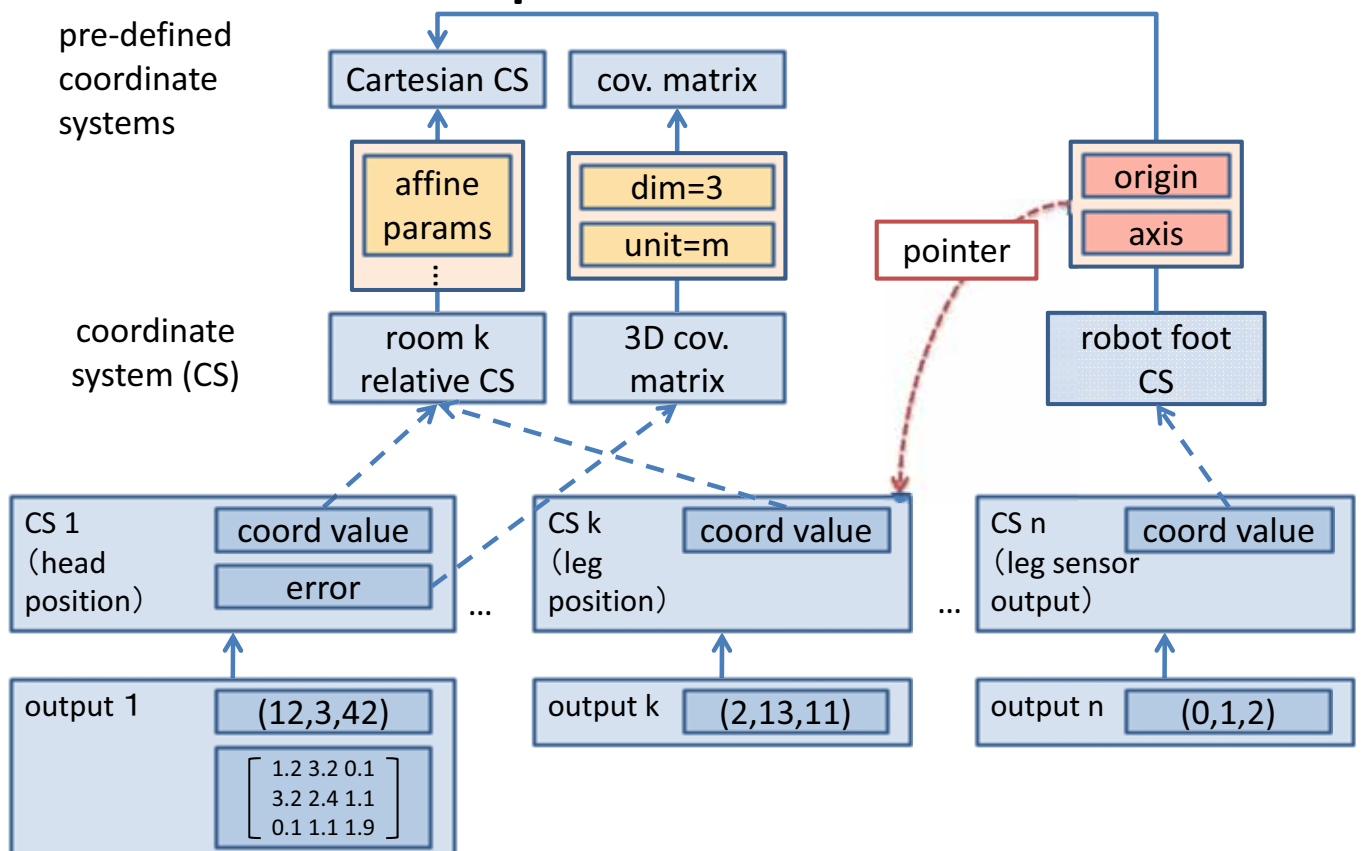 pre-defined
coordinate
systems
Cartesian CS
cov. matrix
affine
params
...
dim=3
unit=m
origin
axis
pointer
coordinate
system (CS)
room k
relative CS
3D cov.
matrix
robot foot
CS
CS 1
（head
position）
coord value
error
...
CS k
（leg
position）
coord value
...
CS n
（leg sensor
output）
coord value
output 1
(12,3,42)
1.2 3.2 0.1
3.2 2.4 1.1
0.1 1.1 1.9
output k
(2,13,11)
output n
(0,1,2)